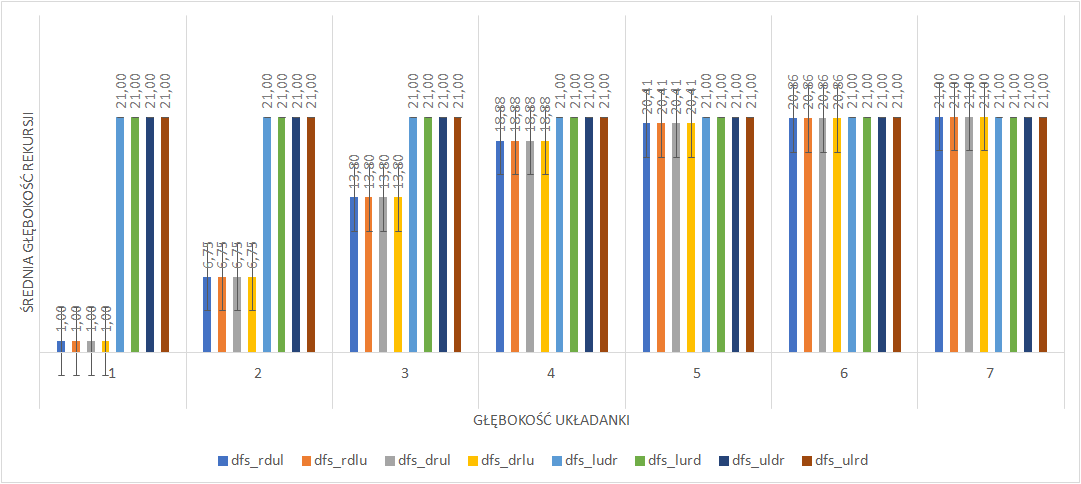 ŚREDNIA GŁĘBOKOŚĆ REKURSJI
1,00 1,00 1,00 1,00 21,00 21,00 21,00 21,00
6,75 6,75 6,75 6,75 21,00 21,00 21,00 21,00
13,80 13,80 13,80 13,80 21,00 21,00 21,00 21,00
18,88 18,88 18,88 18,88 21,00 21,00 21,00 21,00
20,41 20,41 20,41 20,41 21,00 21,00 21,00 21,00
20,86 20,86 20,86 20,86 21,00 21,00 21,00 21,00
21,00 21,00 21,00 21,00 21,00 21,00 21,00 21,00
1 2 3 4 5 6 7
GŁĘBOKOŚĆ UKŁADANKI
dfs_rdul dfs_rdlu dfs_drul dfs_drlu dfs_ludr dfs_lurd dfs_uldr dfs_ulrd